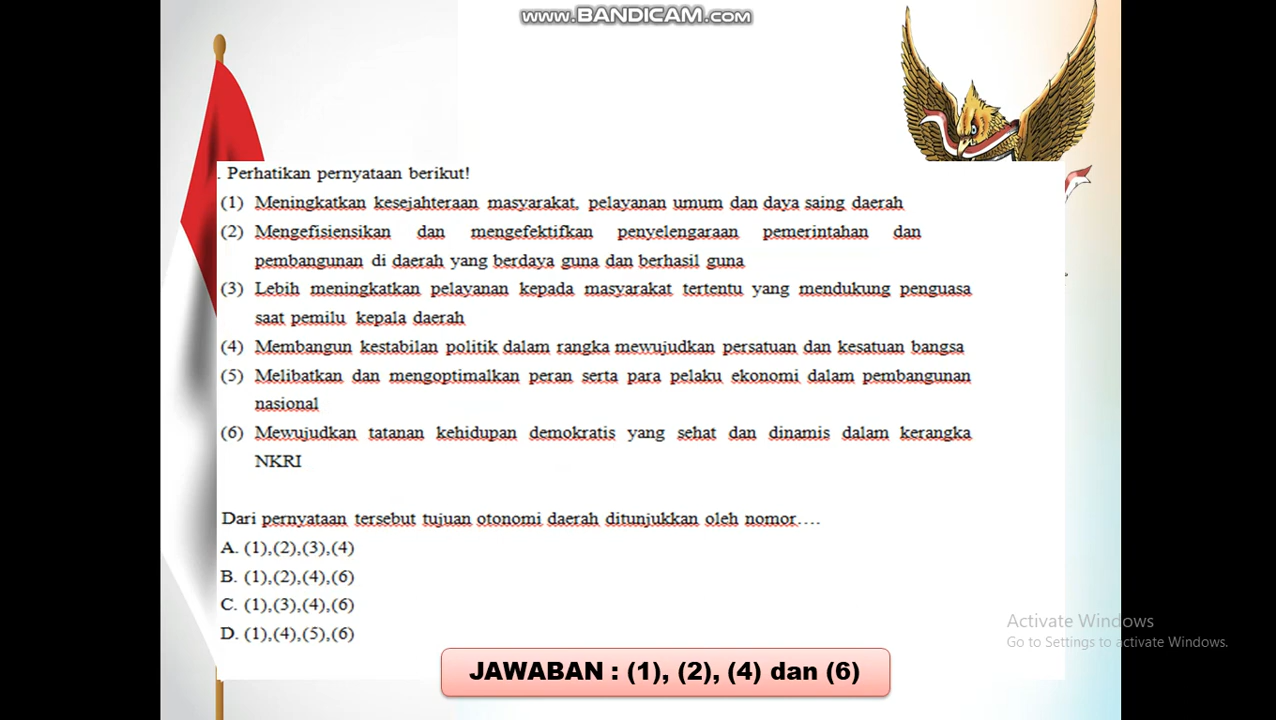 www.BANDICAM.com
. Perhatikan pernyataan berikut!
(1) Meningkatkan kesejahteraan masyarakat, pelayanan umum dan daya saing daerah
(2) Mengefisiensikan dan mengefektifkan penyelengaraan pemerintahan dan
pembangunan di daerah yang berdaya guna dan berhasil guna
(3) Lebih meningkatkan pelayanan kepada masyarakat tertentu yang mendukung penguasa
saat pemilu kepala daerah
(4) Membangun kestabilan politik dalam rangka mewujudkan persatuan dan kesatuan bangsa
(5) Melibatkan dan mengoptimalkan peran serta para pelaku ekonomi dalam pembangunan
nasional
(6) Mewujudkan tatanan kehidupan demokratis yang sehat dan dinamis dalam kerangka
NKRI
Dari pernyataan tersebut tujuan otonomi daerah ditunjukkan oleh nomor….
A. (1),(2),(3),(4)
B. (1),(2),(4),(6)
C. (1),(3),(4),(6)
D. (1),(4),(5),(6)
Activate Windows
Go to Settings to activate Windows.
JAWABAN : (1), (2), (4) dan (6)